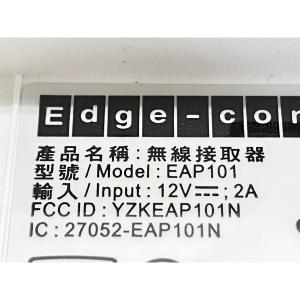 Edge-cor
產品名稱：無線接取器
型號／Model : EAP101
輸入／Input : 12V⎓; 2A
FCC ID : YZKEAP101N
IC : 27052-EAP101N